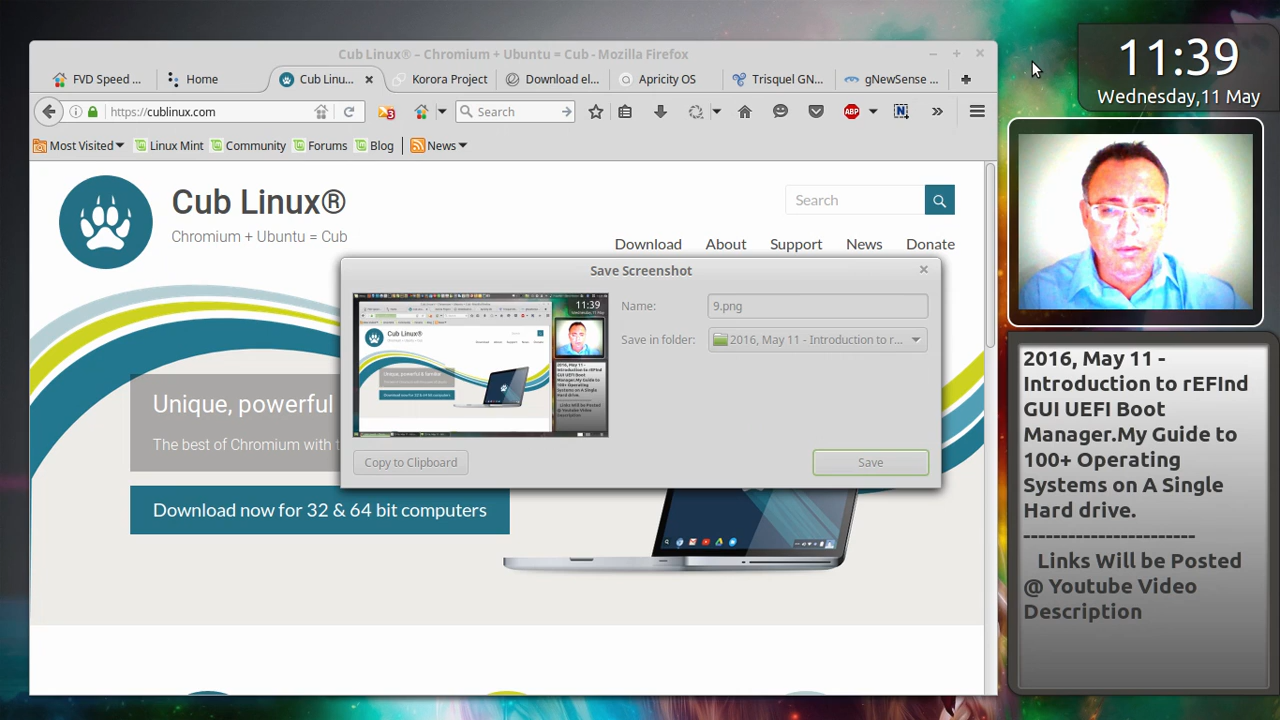 Cub Linux® – Chromium + Ubuntu = Cub - Mozilla Firefox
FVD Speed ...
Home
Cub Linu...
Korora Project
Download el...
Apricity OS
Trisquel GN...
gNewSense ...
https://cublinux.com
3
Search
ABP
N
Most Visited
Linux Mint
Community
Forums
Blog
News
Cub Linux®
Chromium + Ubuntu = Cub
Search
Download About Support News Donate
Unique, powerful
The best of Chromium with
Download now for 32 & 64 bit computers
Save Screenshot
Name: 9.png
Save in folder: 2016, May 11 - Introduction to r...
Copy to Clipboard
Save
11:39
Wednesday,11 May
2016, May 11 -
Introduction to rEFInd
GUI UEFI Boot
Manager.My Guide to
100+ Operating
Systems on A Single
Hard drive.
-----------------------
Links Will be Posted
@ Youtube Video
Description